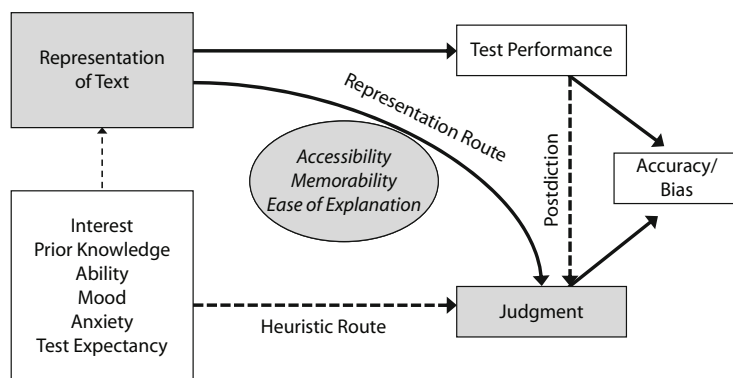 Representation
of Text
Test Performance
Representation Route
Accessibility
Memorability
Ease of Explanation
Postdiction
Accuracy/
Bias
Interest
Prior Knowledge
Ability
Mood
Anxiety
Test Expectancy
Heuristic Route
Judgment